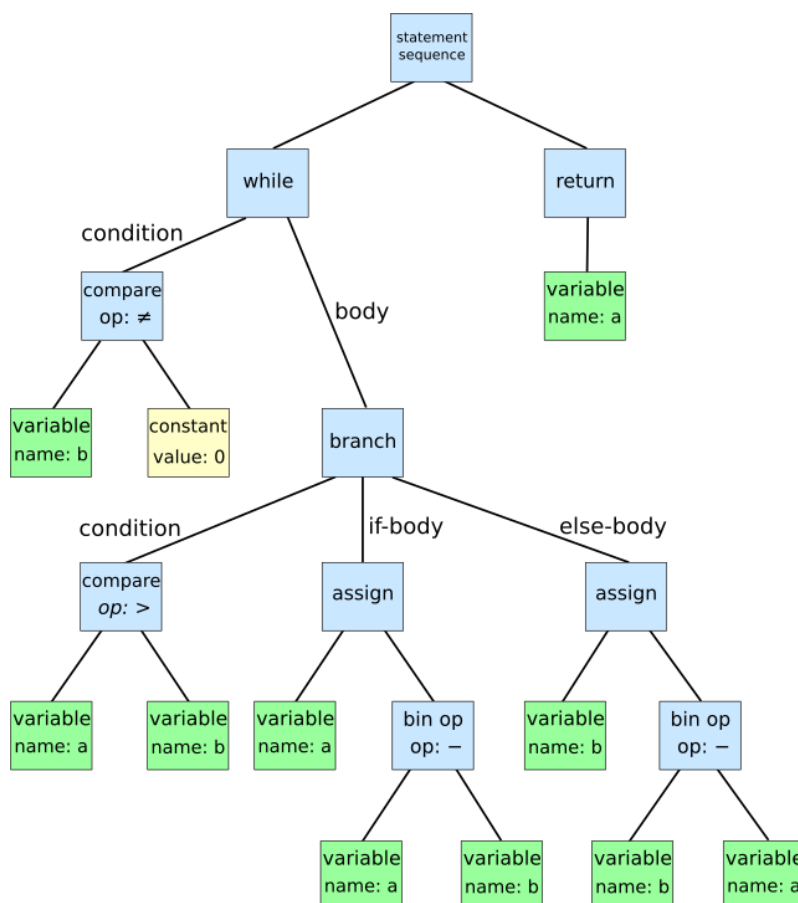 statement
sequence
while
return
condition
compare
op: ≠
body
variable
name: a
variable
name: b
constant
value: 0
branch
condition
if-body
else-body
compare
op: >
assign
assign
variable
name: a
variable
name: b
variable
name: a
bin op
op: −
variable
name: b
bin op
op: −
variable
name: a
variable
name: b
variable
name: b
variable
name: a